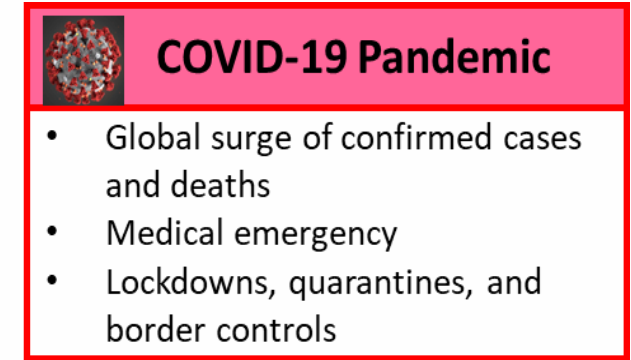 COVID-19 Pandemic
• Global surge of confirmed cases
and deaths
• Medical emergency
• Lockdowns, quarantines, and
border controls